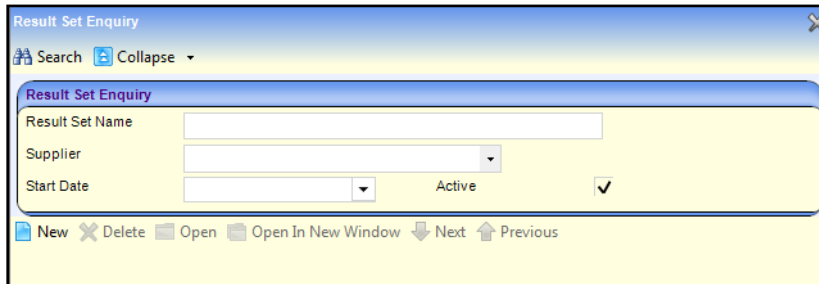 Result Set Enquiry
Search Collapse
Result Set Enquiry
Result Set Name
Supplier
Start Date Active
New Delete Open Open In New Window Next Previous